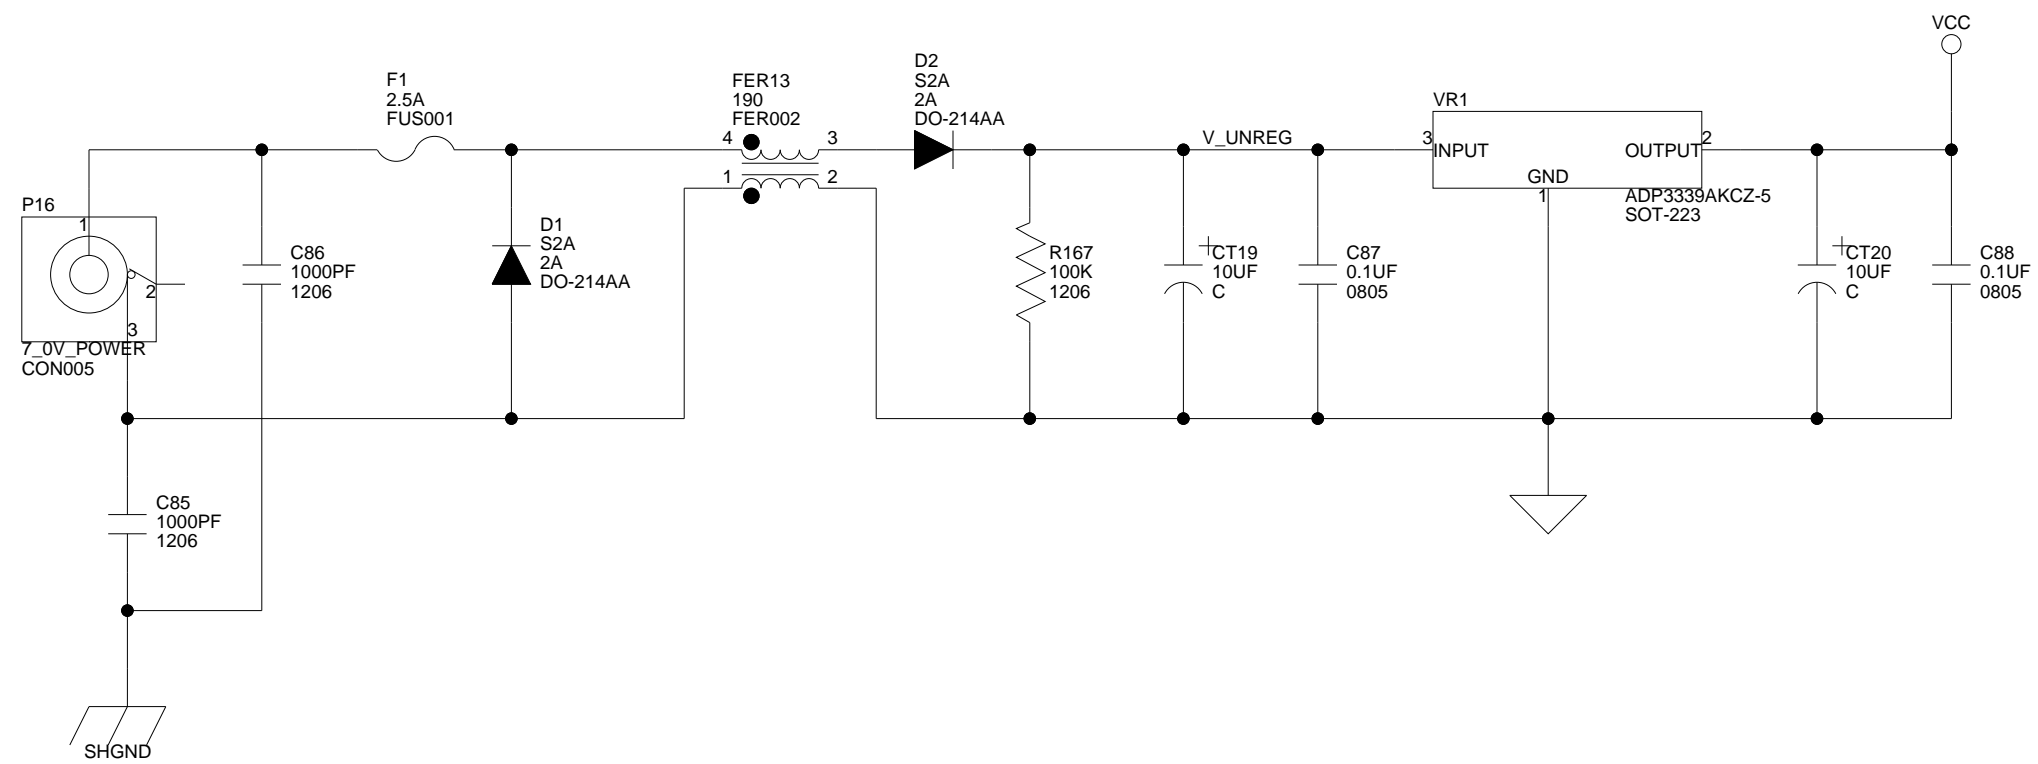 VCC
D2
S2A
2A
DO-214AA
F1
2.5A
FUS001
FER13
190
FER002
4
3
1
2
V_UNREG
VR1
3
INPUT
OUTPUT
2
GND
1
ADP3339AKCZ-5
SOT-223
P16
1
2
3
7_0V_POWER
CON005
C86
1000PF
1206
D1
S2A
2A
DO-214AA
R167
100K
1206
CT19
10UF
C
C87
0.1UF
0805
CT20
10UF
C
C88
0.1UF
0805
C85
1000PF
1206
SHGND